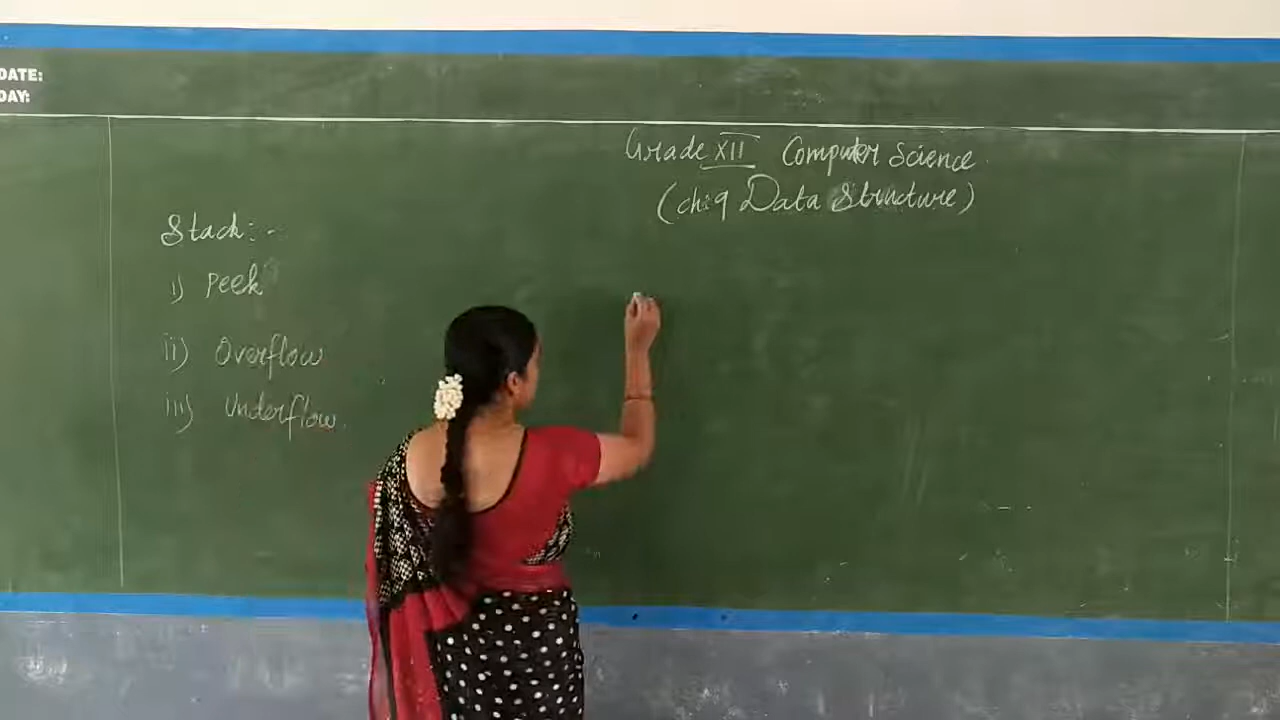 DATE:
DAY:
Grade XII Computer Science
(ch:9 Data Structure)
Stack:-
i) Peek
ii) Overflow
iii) Underflow.